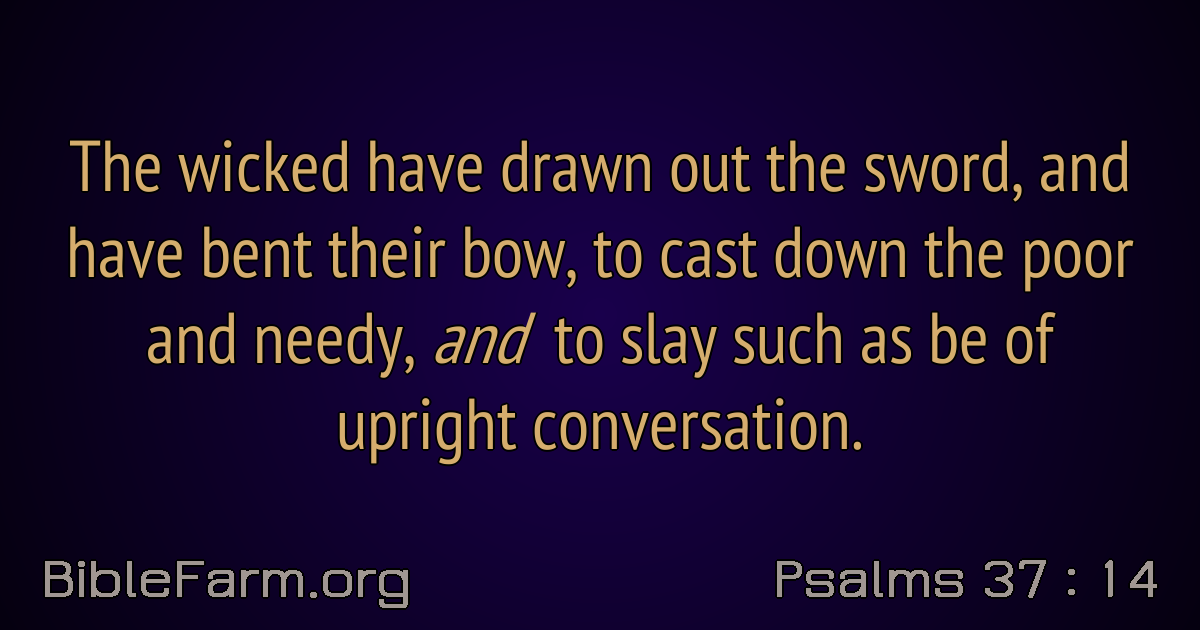 The wicked have drawn out the sword, and
have bent their bow, to cast down the poor
and needy, and to slay such as be of
upright conversation.
BibleFarm.org
Psalms 37 : 14